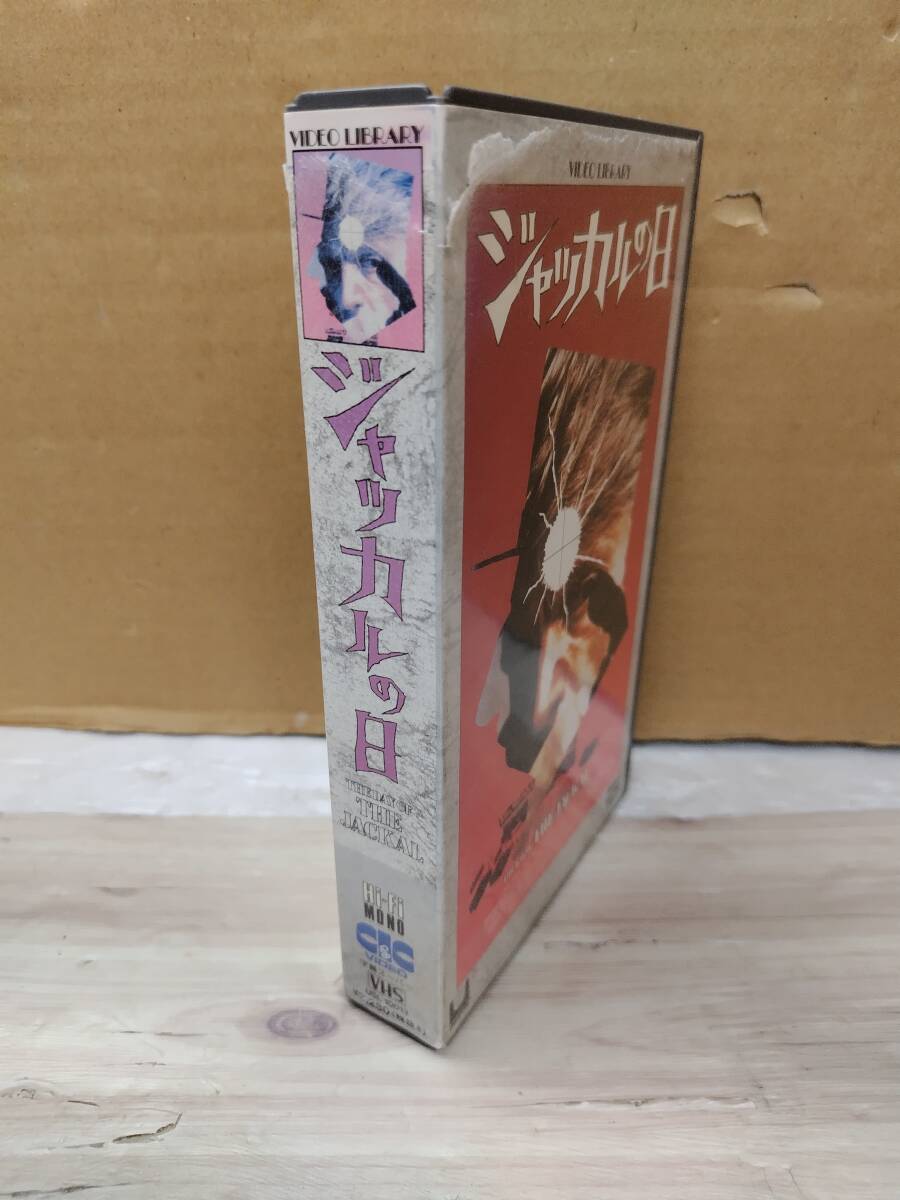 VIDEO LIBRARY
ジャッカルの日
THE DAY OF
THE
JACKAL
Hi-Fi
MONO
CIC
VIDEO
VHS
VIDEO LIBRARY
ジャッカルの日